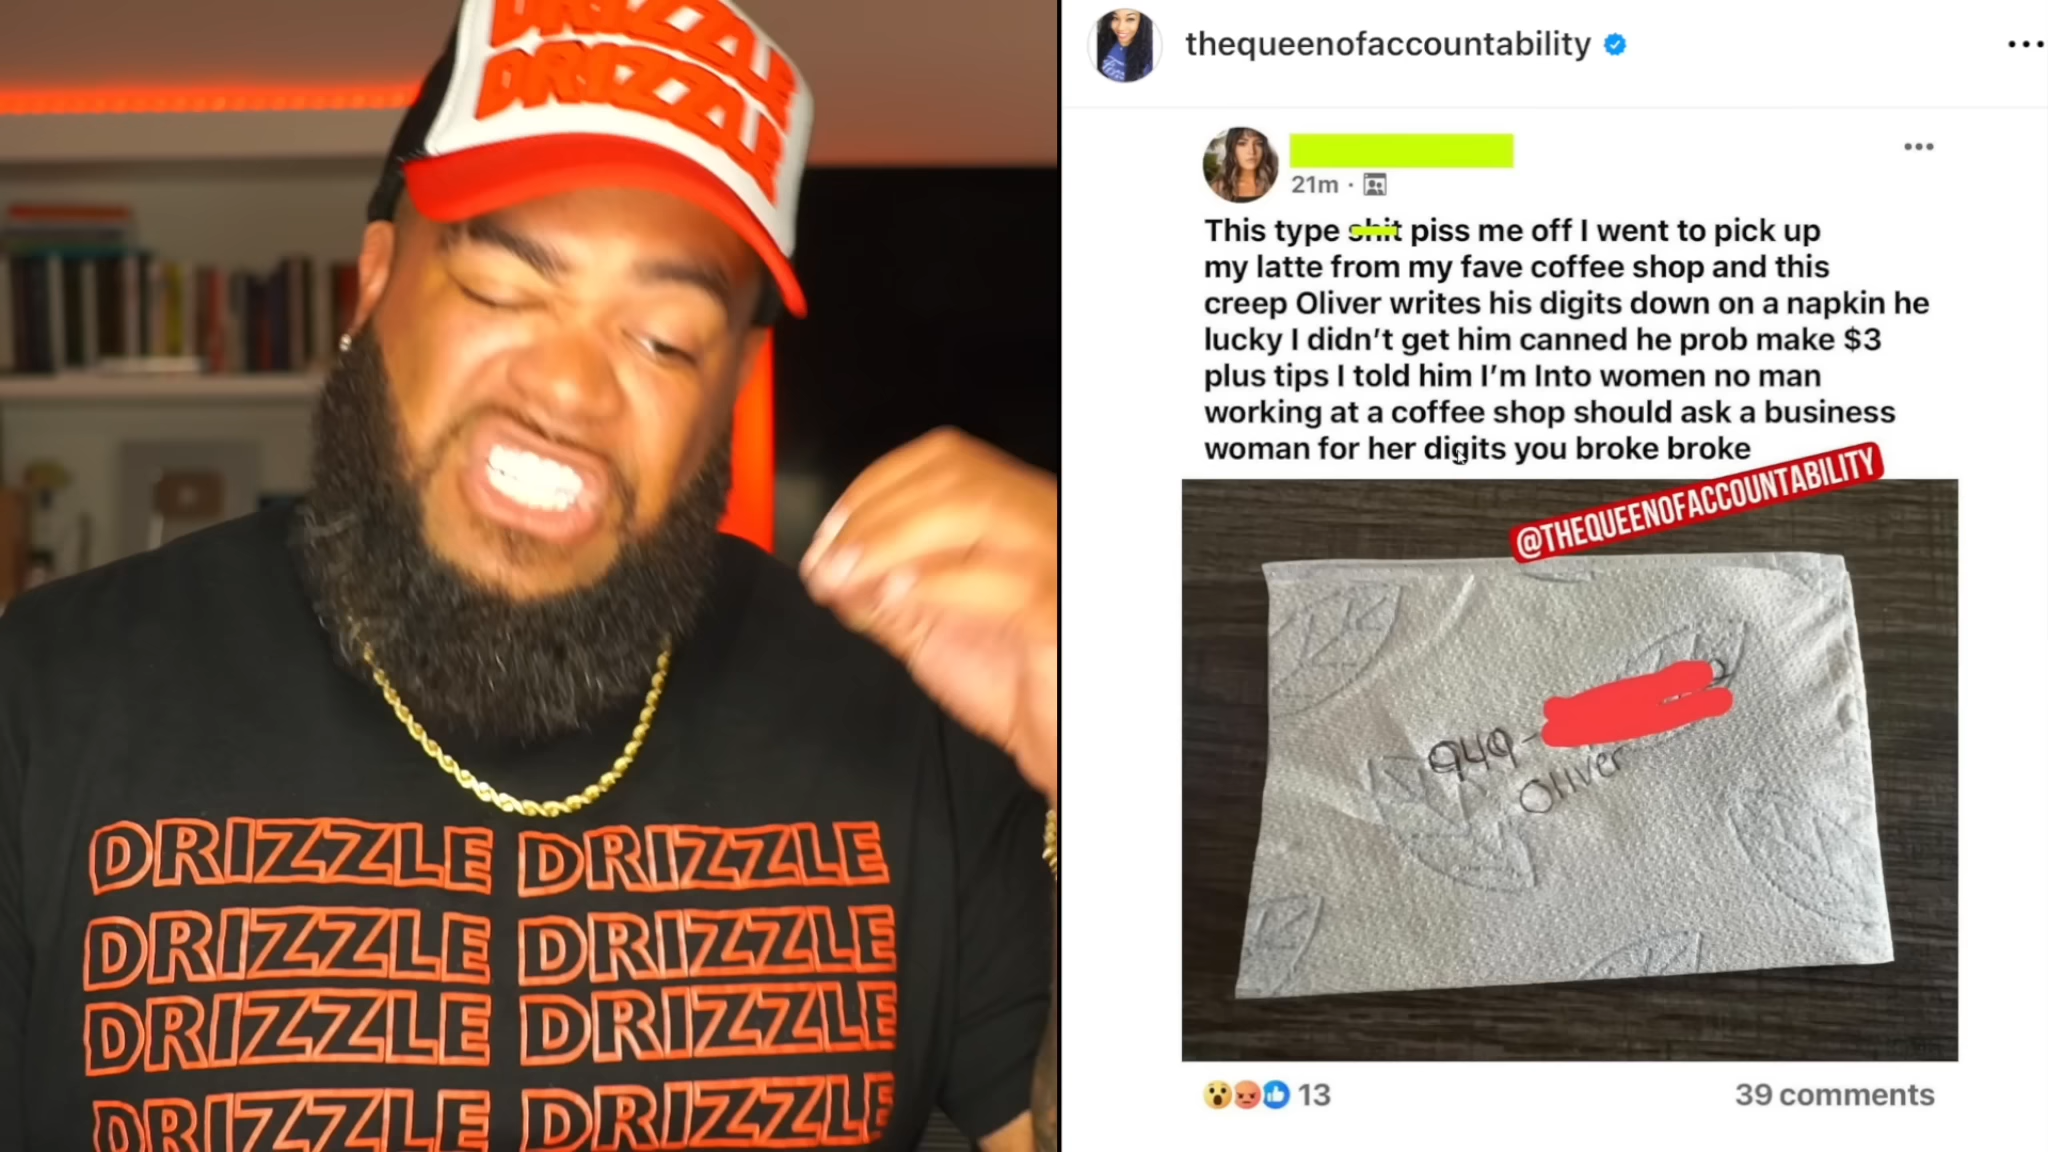 DRIZZLE
DRIZZLE
DRIZZLE DRIZZLE
DRIZZLE DRIZZLE
DRIZZLE DRIZZLE
DRIZZLE DRIZZLE
thequeenofaccountability
21m ·
This type shit piss me off I went to pick up
my latte from my fave coffee shop and this
creep Oliver writes his digits down on a napkin he
lucky I didn't get him canned he prob make $3
plus tips I told him I'm Into women no man
working at a coffee shop should ask a business
woman for her digits you broke broke
@THEQUEENOFACCOUNTABILITY
949-
Oliver
13
39 comments